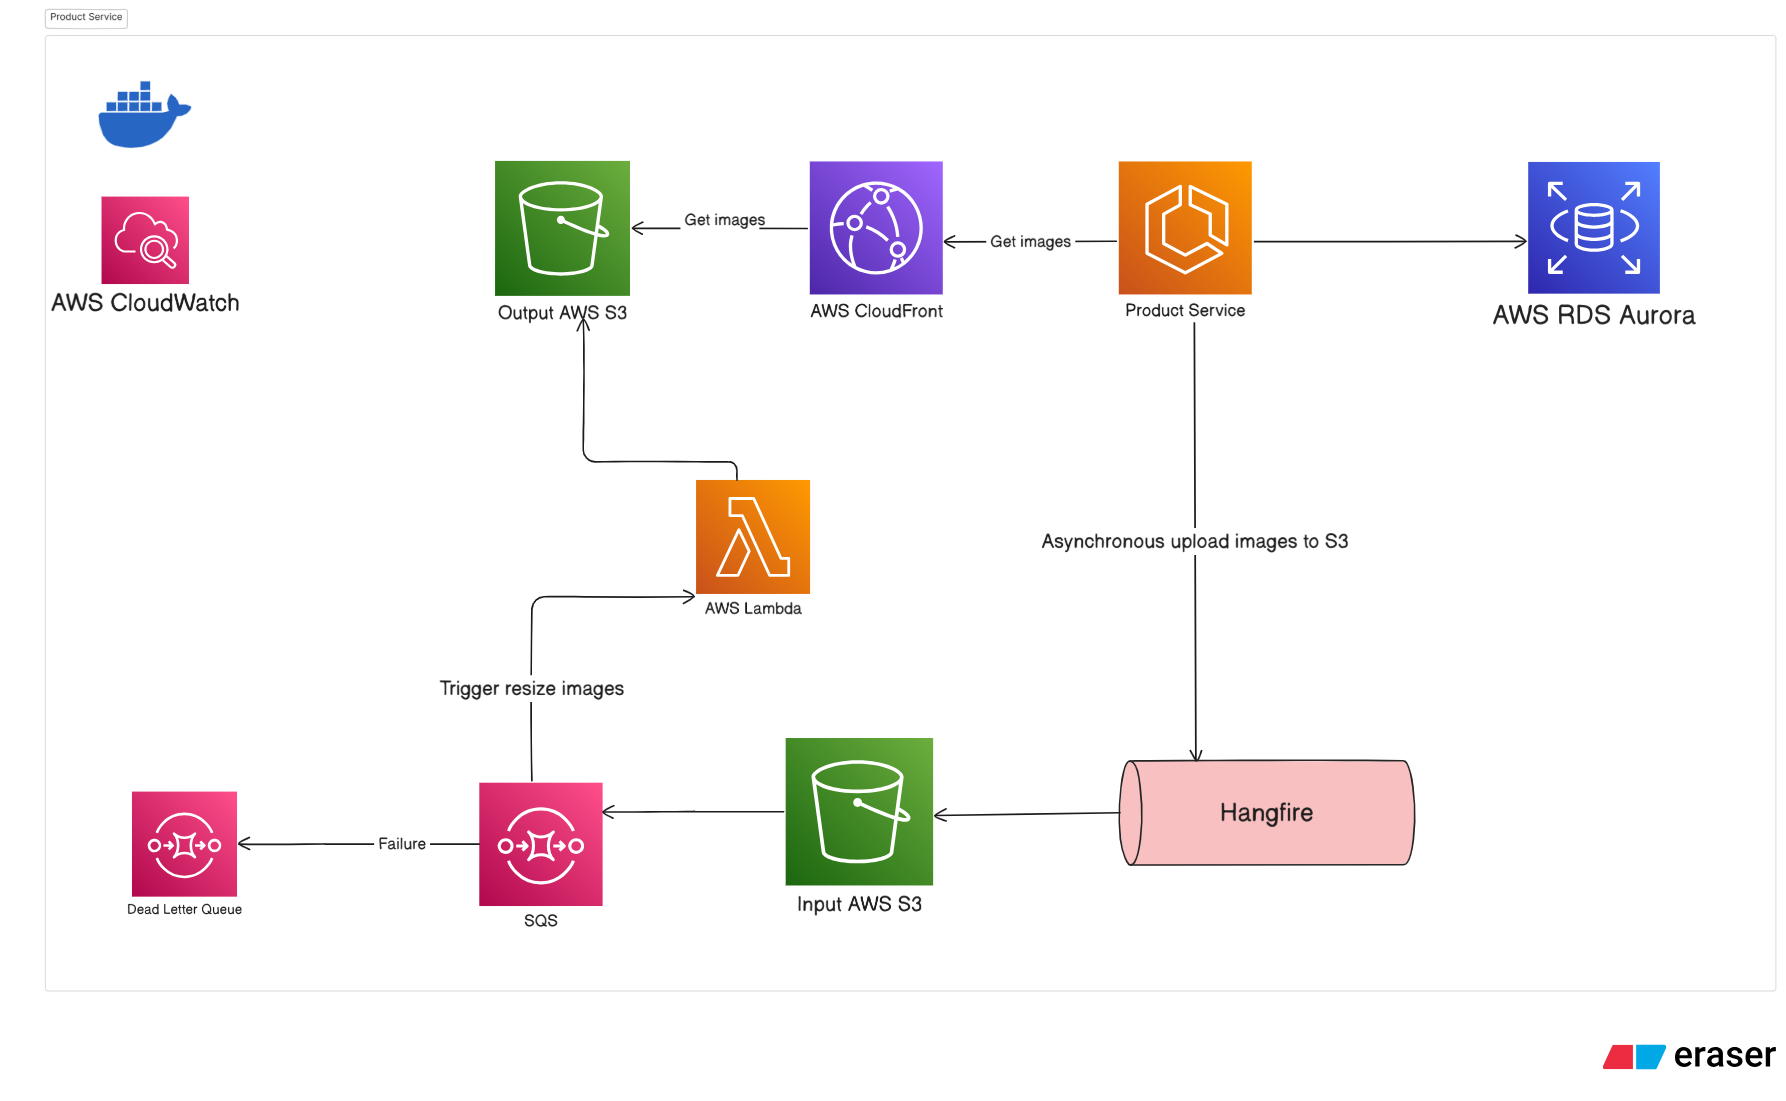 Product Service
AWS CloudWatch
Output AWS S3
Get images
AWS CloudFront
Get images
Product Service
AWS RDS Aurora
Asynchronous upload images to S3
AWS Lambda
Trigger resize images
Hangfire
Input AWS S3
SQS
Failure
Dead Letter Queue
eraser